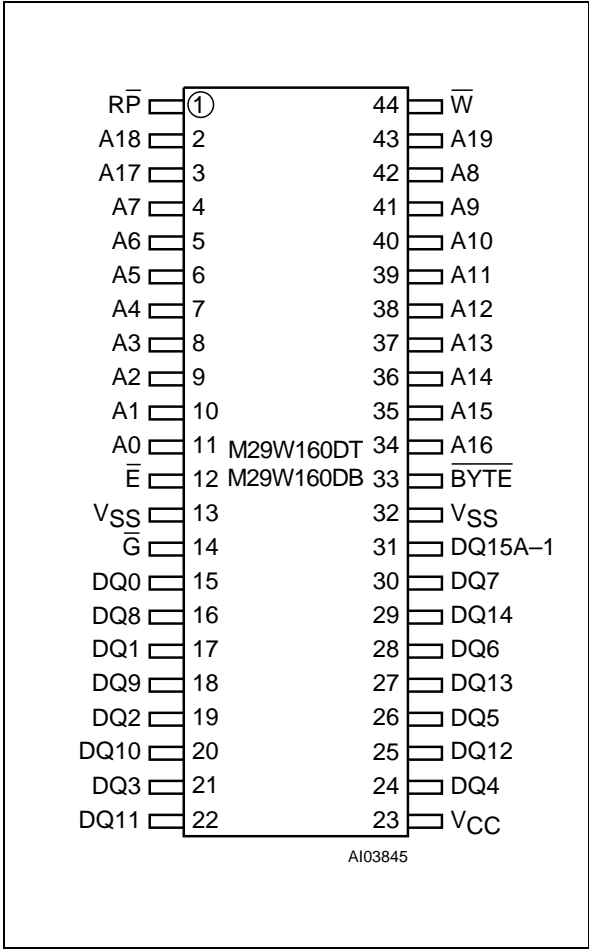 RP̅ 1 44 W̅
A18 2 43 A19
A17 3 42 A8
A7 4 41 A9
A6 5 40 A10
A5 6 39 A11
A4 7 38 A12
A3 8 37 A13
A2 9 36 A14
A1 10 35 A15
A0 11 M29W160DT 34 A16
E̅ 12 M29W160DB 33 B̅Y̅T̅E̅
VSS 13 32 VSS
G̅ 14 31 DQ15A–1
DQ0 15 30 DQ7
DQ8 16 29 DQ14
DQ1 17 28 DQ6
DQ9 18 27 DQ13
DQ2 19 26 DQ5
DQ10 20 25 DQ12
DQ3 21 24 DQ4
DQ11 22 23 VCC
AI03845